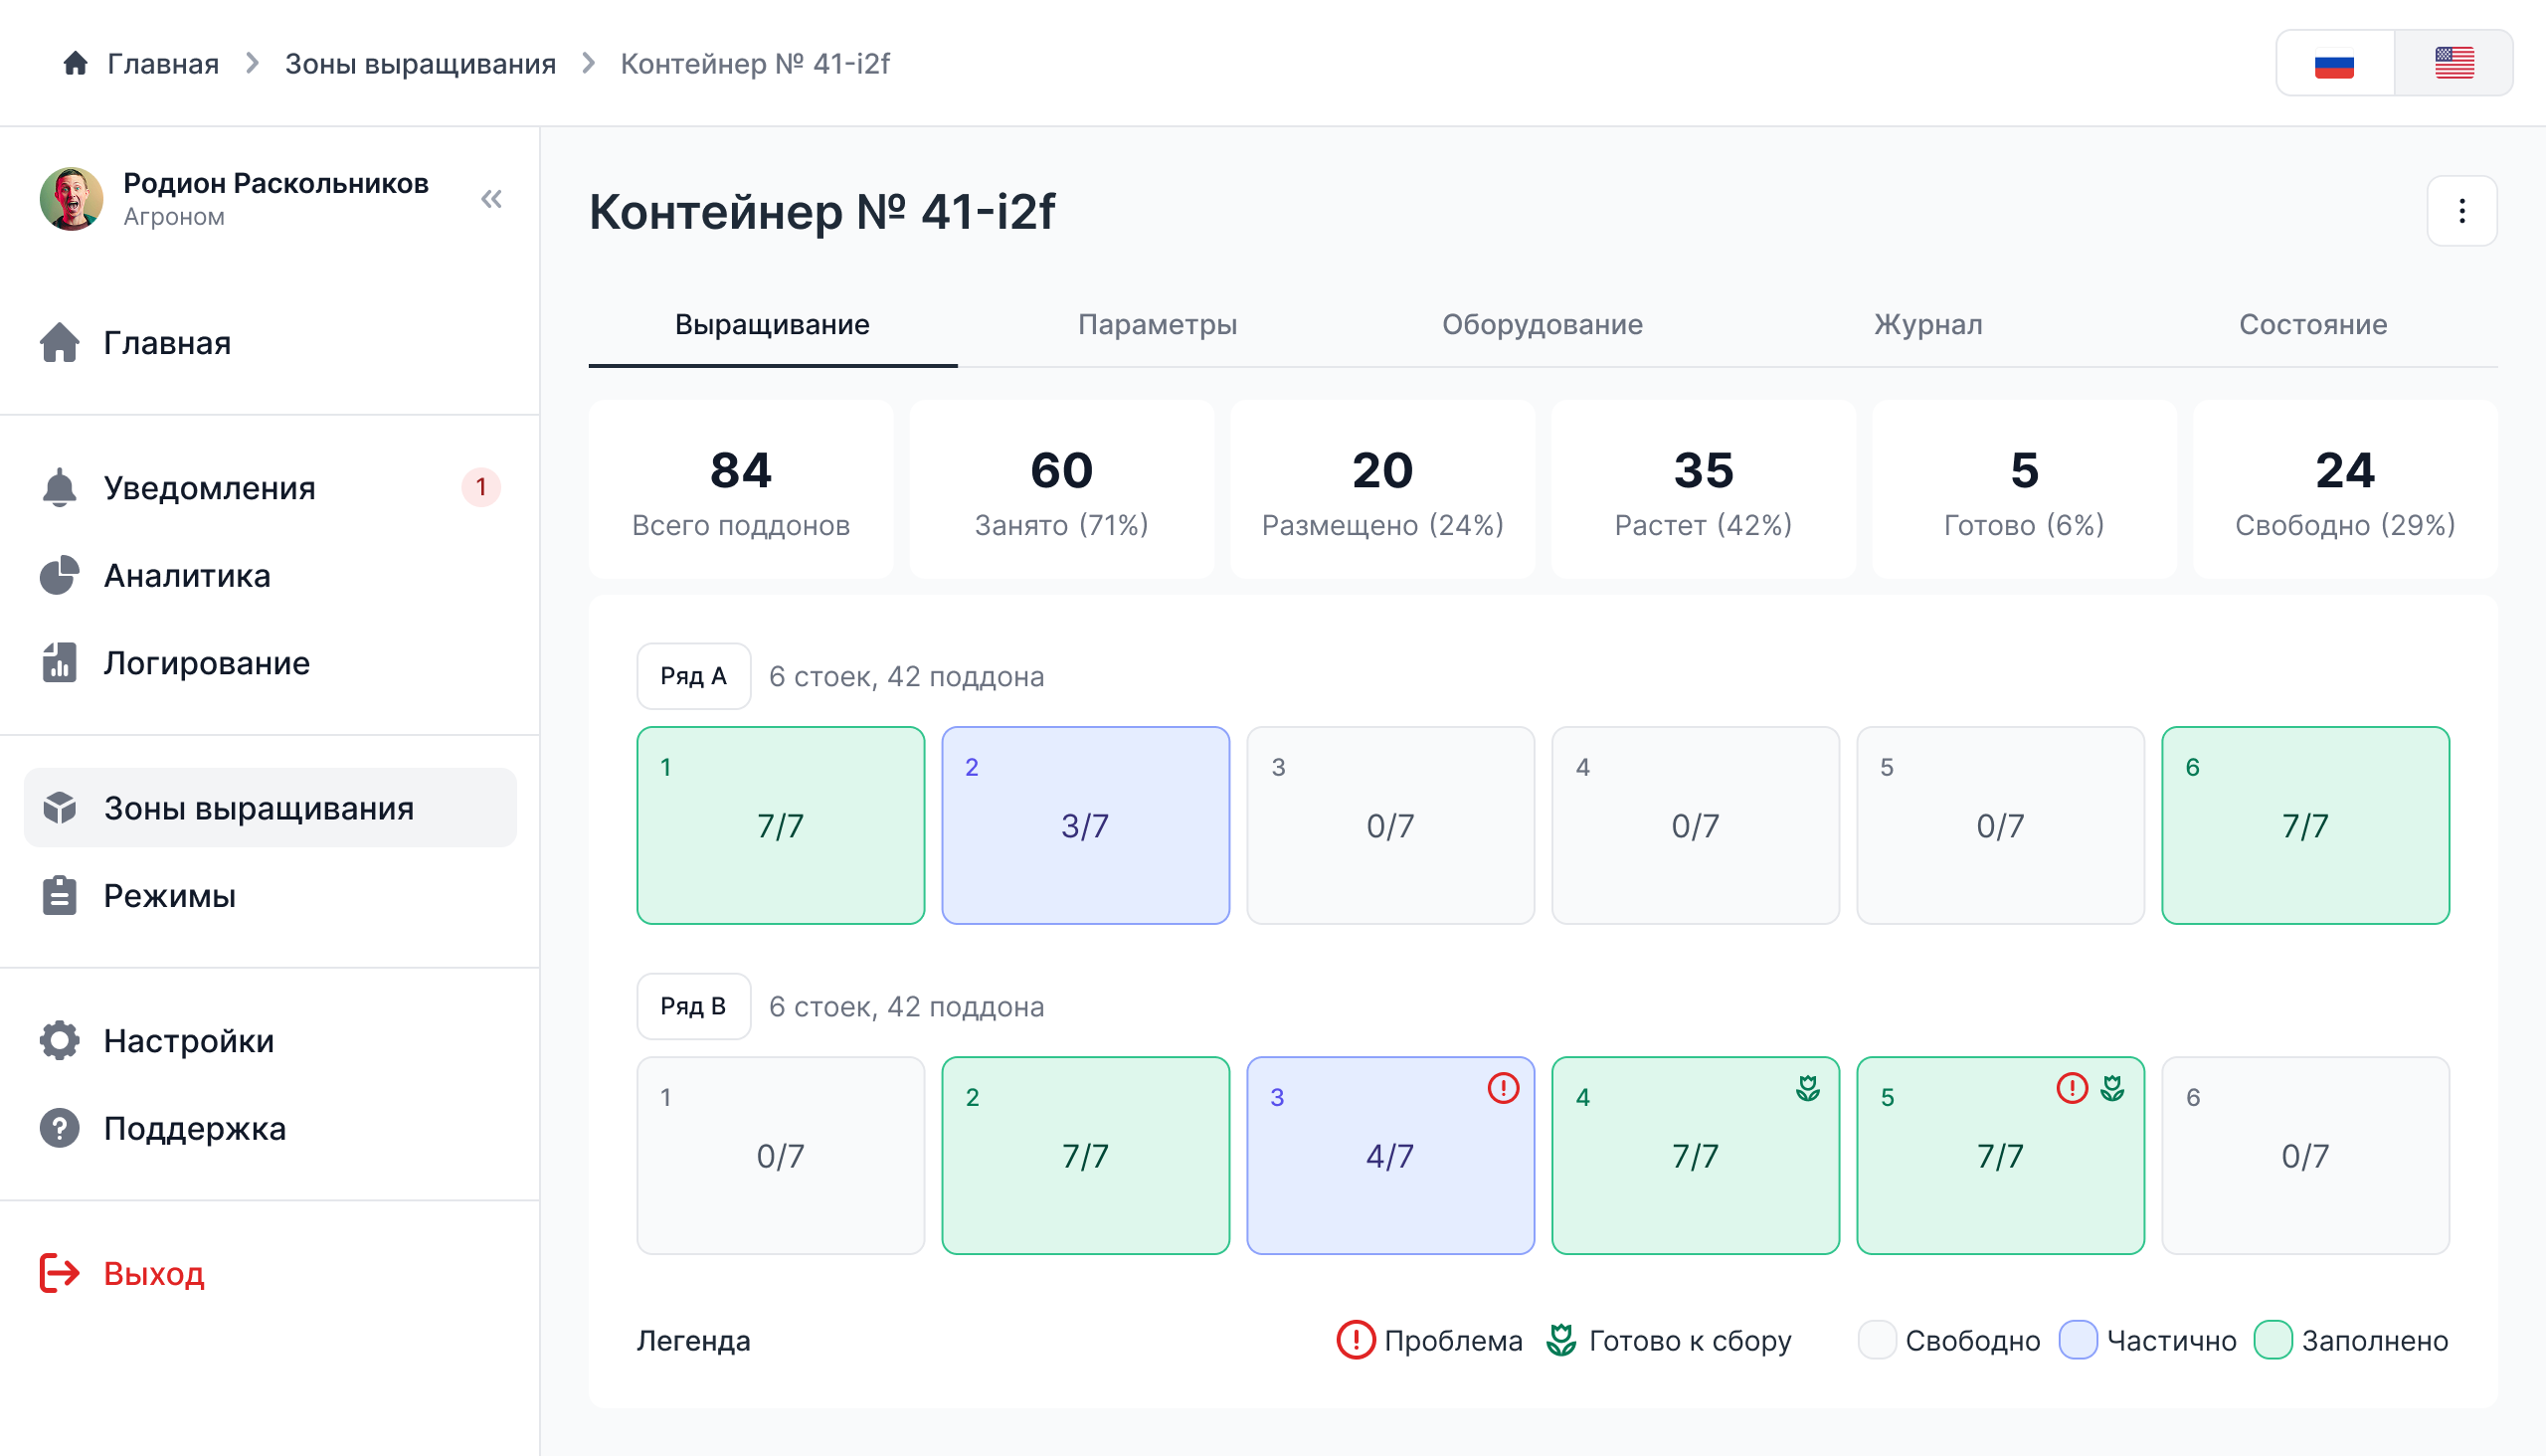 Главная Зоны выращивания Контейнер № 41-i2f
Родион Раскольников
Агроном
Главная
Уведомления 1
Аналитика
Логирование
Зоны выращивания
Режимы
Настройки
Поддержка
Выход
Контейнер № 41-i2f
Выращивание Параметры Оборудование Журнал Состояние
84 60 20 35 5 24
Всего поддонов Занято (71%) Размещено (24%) Растет (42%) Готово (6%) Свободно (29%)
Ряд A 6 стоек, 42 поддона
1 2 3 4 5 6
7/7 3/7 0/7 0/7 0/7 7/7
Ряд B 6 стоек, 42 поддона
1 2 3 4 5 6
0/7 7/7 4/7 7/7 7/7 0/7
Легенда Проблема Готово к сбору Свободно Частично Заполнено